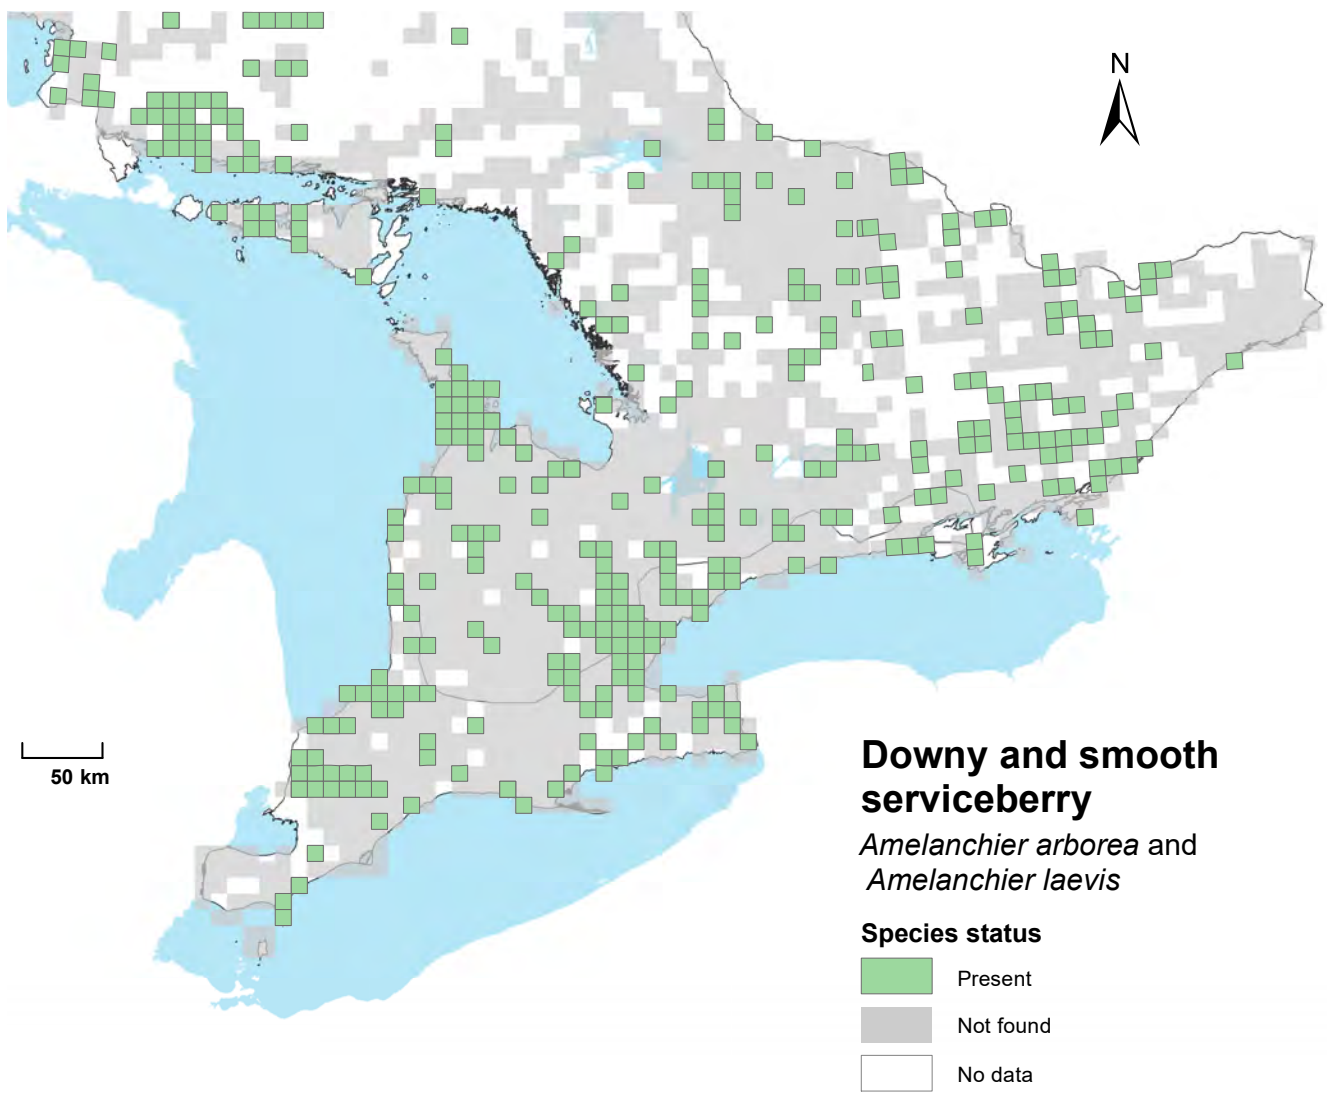 N
50 km
Downy and smooth
serviceberry
Amelanchier arborea and
Amelanchier laevis
Species status
Present
Not found
No data